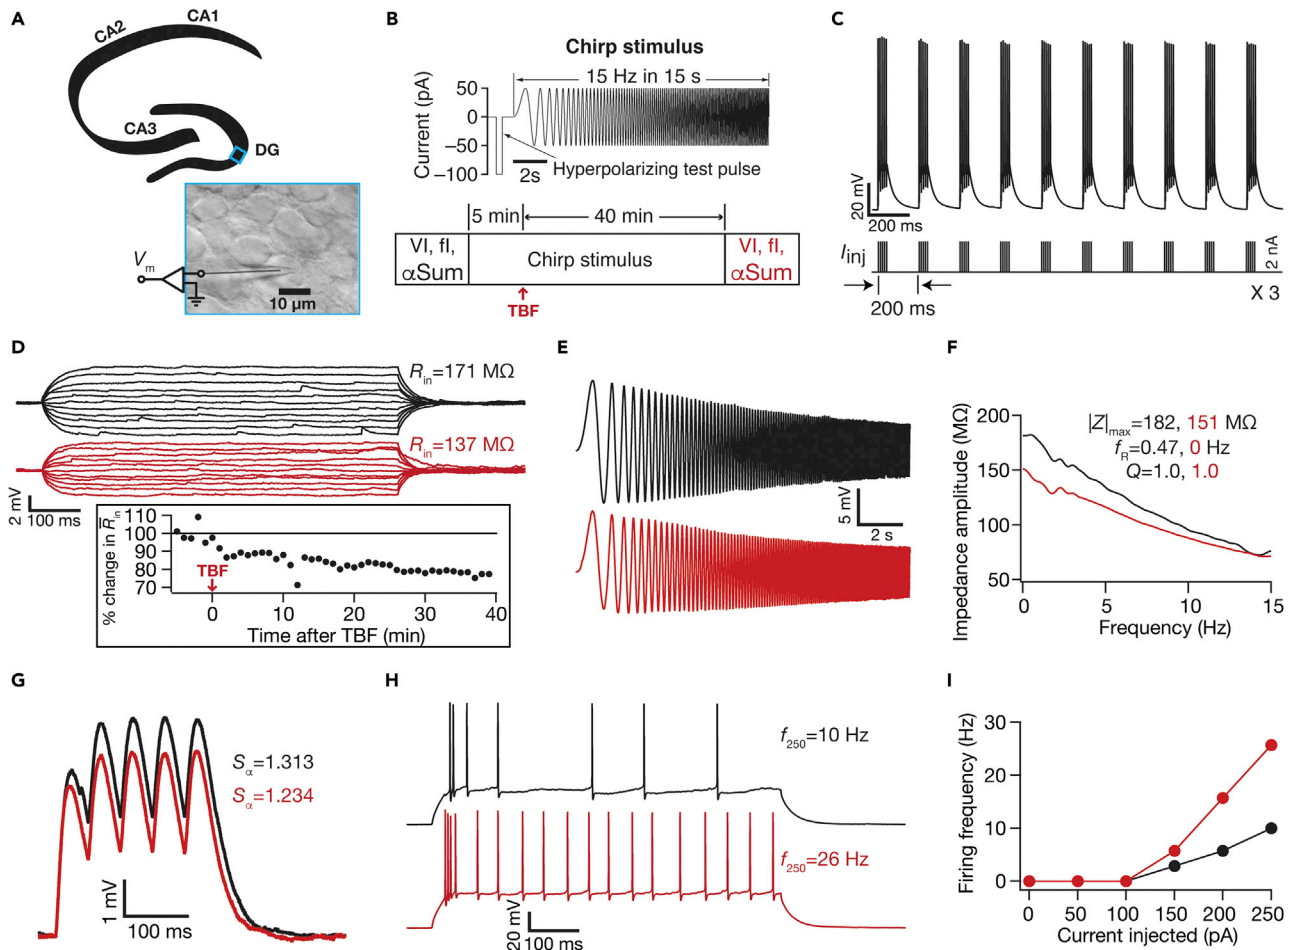 A
CA2
CA1
CA3
DG
Vm
10 μm
B
Chirp stimulus
15 Hz in 15 s
Current (pA)
50
0
−50
−100
2s
Hyperpolarizing test pulse
5 min
40 min
VI, fI,
αSum
Chirp stimulus
VI, fI,
αSum
TBF
C
20 mV
200 ms
Iinj
2 nA
200 ms
X 3
D
Rin=171 MΩ
Rin=137 MΩ
2 mV
100 ms
% change in R̅in
110
100
90
80
70
TBF
0
10
20
30
40
Time after TBF (min)
E
5 mV
2 s
F
Impedance amplitude (MΩ)
200
150
100
50
|Z|max=182, 151 MΩ
fR=0.47, 0 Hz
Q=1.0, 1.0
0
5
10
15
Frequency (Hz)
G
Sα=1.313
Sα=1.234
1 mV
100 ms
H
f250=10 Hz
f250=26 Hz
20 mV
100 ms
I
Firing frequency (Hz)
30
20
10
0
0
50
100
150
200
250
Current injected (pA)